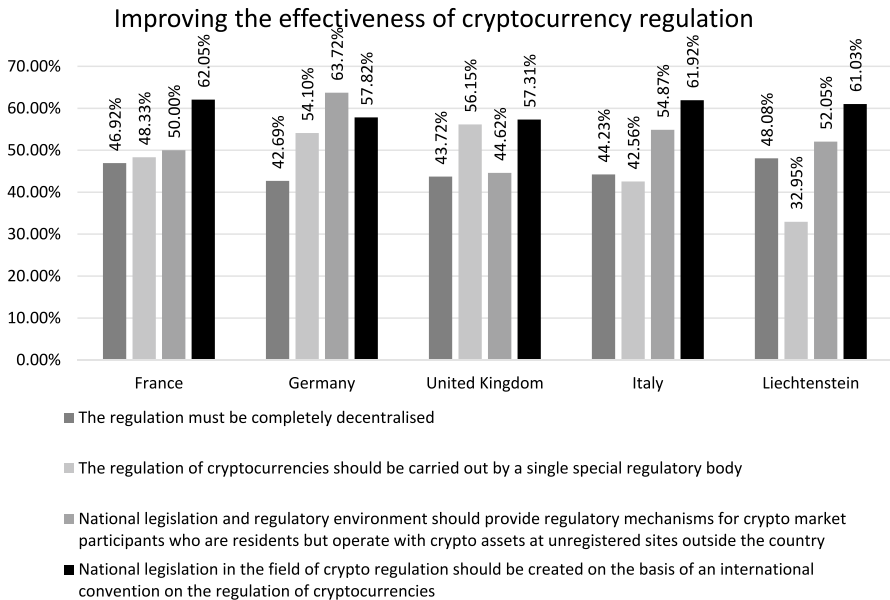 Improving the effectiveness of cryptocurrency regulation
70.00%
60.00%
50.00%
40.00%
30.00%
20.00%
10.00%
0.00%
46.92%
48.33%
50.00%
62.05%
42.69%
54.10%
63.72%
57.82%
43.72%
56.15%
44.62%
57.31%
44.23%
42.56%
54.87%
61.92%
48.08%
32.95%
52.05%
61.03%
France
Germany
United Kingdom
Italy
Liechtenstein
The regulation must be completely decentralised
The regulation of cryptocurrencies should be carried out by a single special regulatory body
National legislation and regulatory environment should provide regulatory mechanisms for crypto market
participants who are residents but operate with crypto assets at unregistered sites outside the country
National legislation in the field of crypto regulation should be created on the basis of an international
convention on the regulation of cryptocurrencies